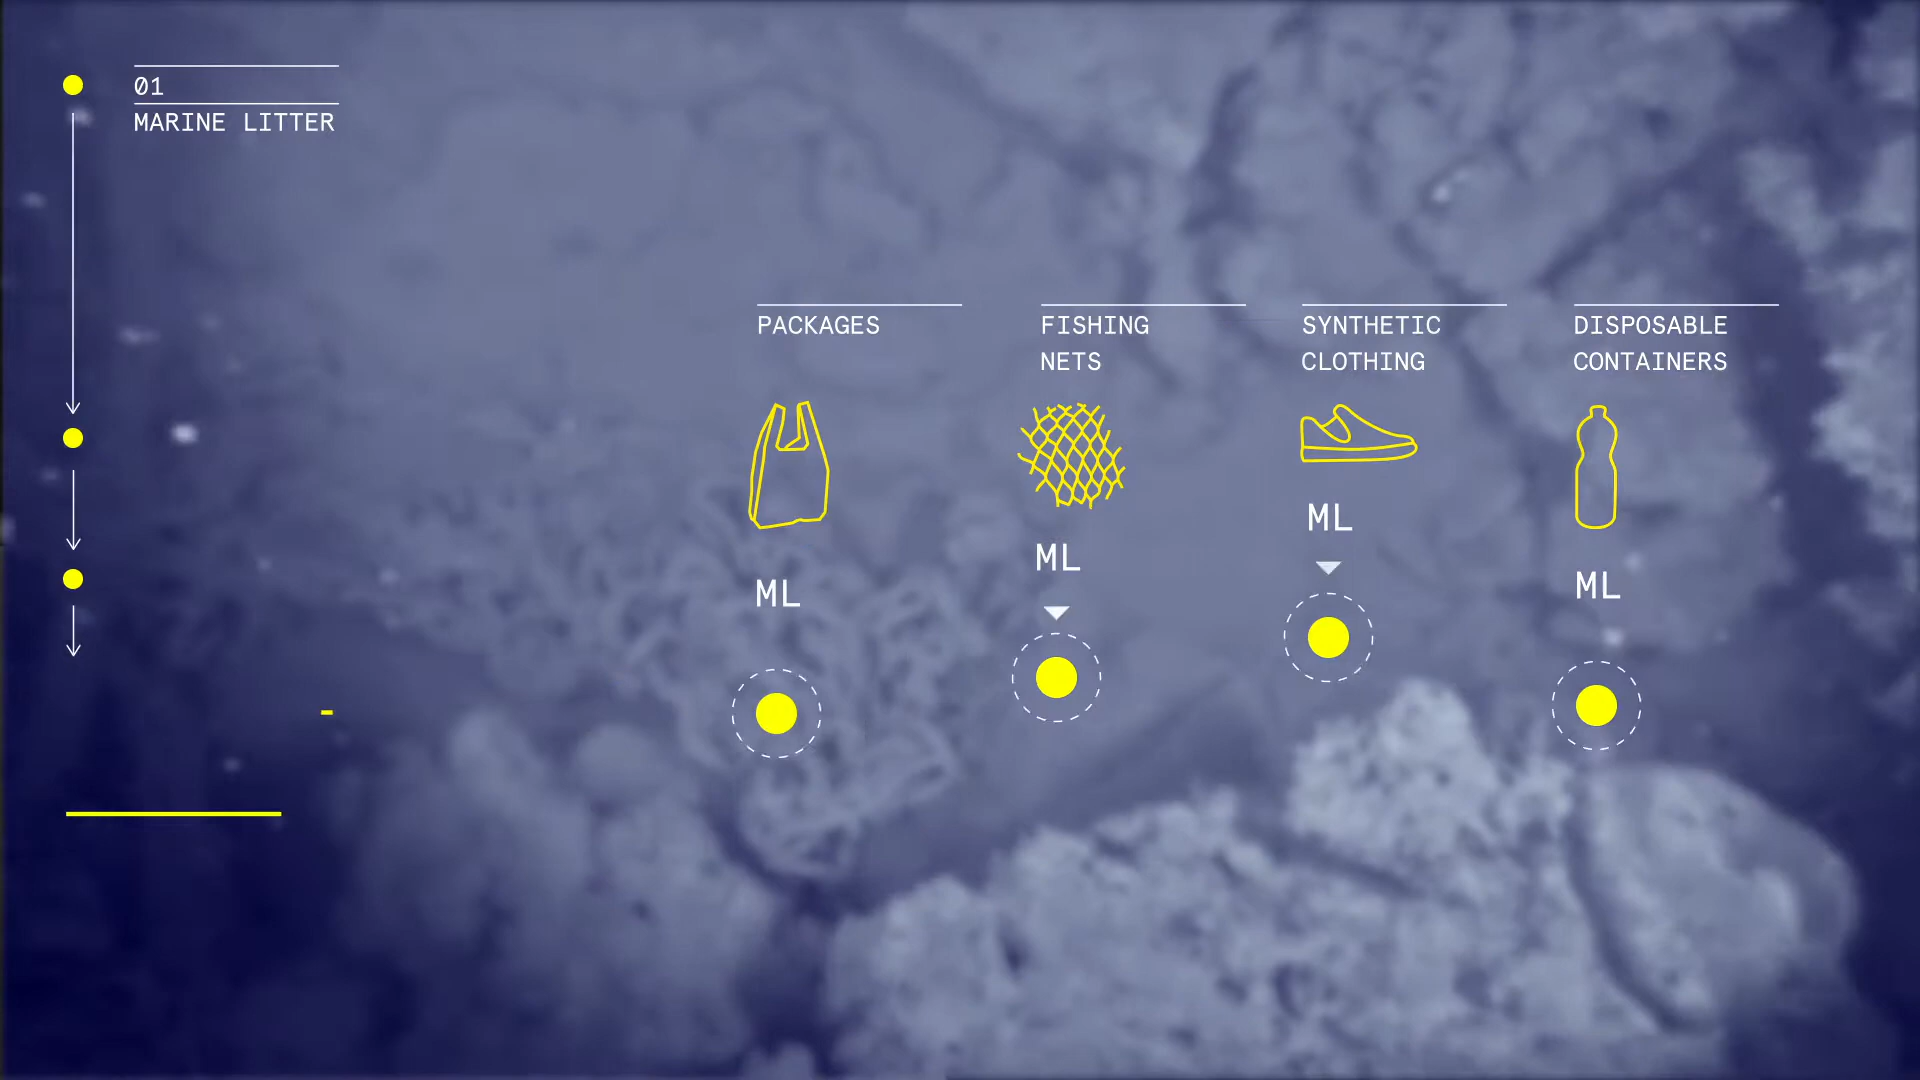 01
MARINE LITTER
PACKAGES
FISHING
NETS
SYNTHETIC
CLOTHING
DISPOSABLE
CONTAINERS
ML
ML
ML
ML